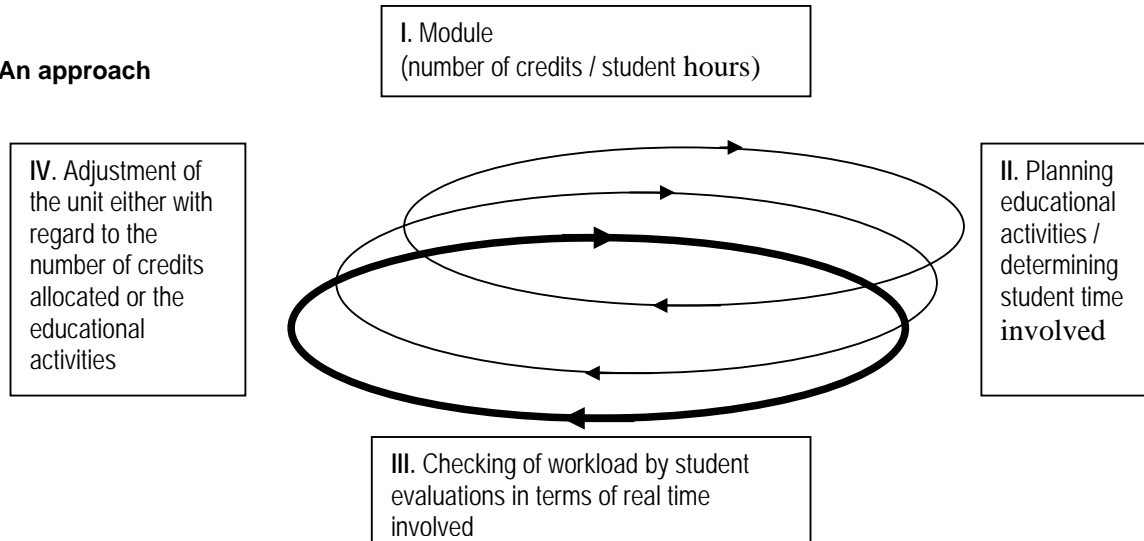 An approach
I. Module
(number of credits / student hours)
IV. Adjustment of
the unit either with
regard to the
number of credits
allocated or the
educational
activities
II. Planning
educational
activities /
determining
student time
involved
III. Checking of workload by student
evaluations in terms of real time
involved